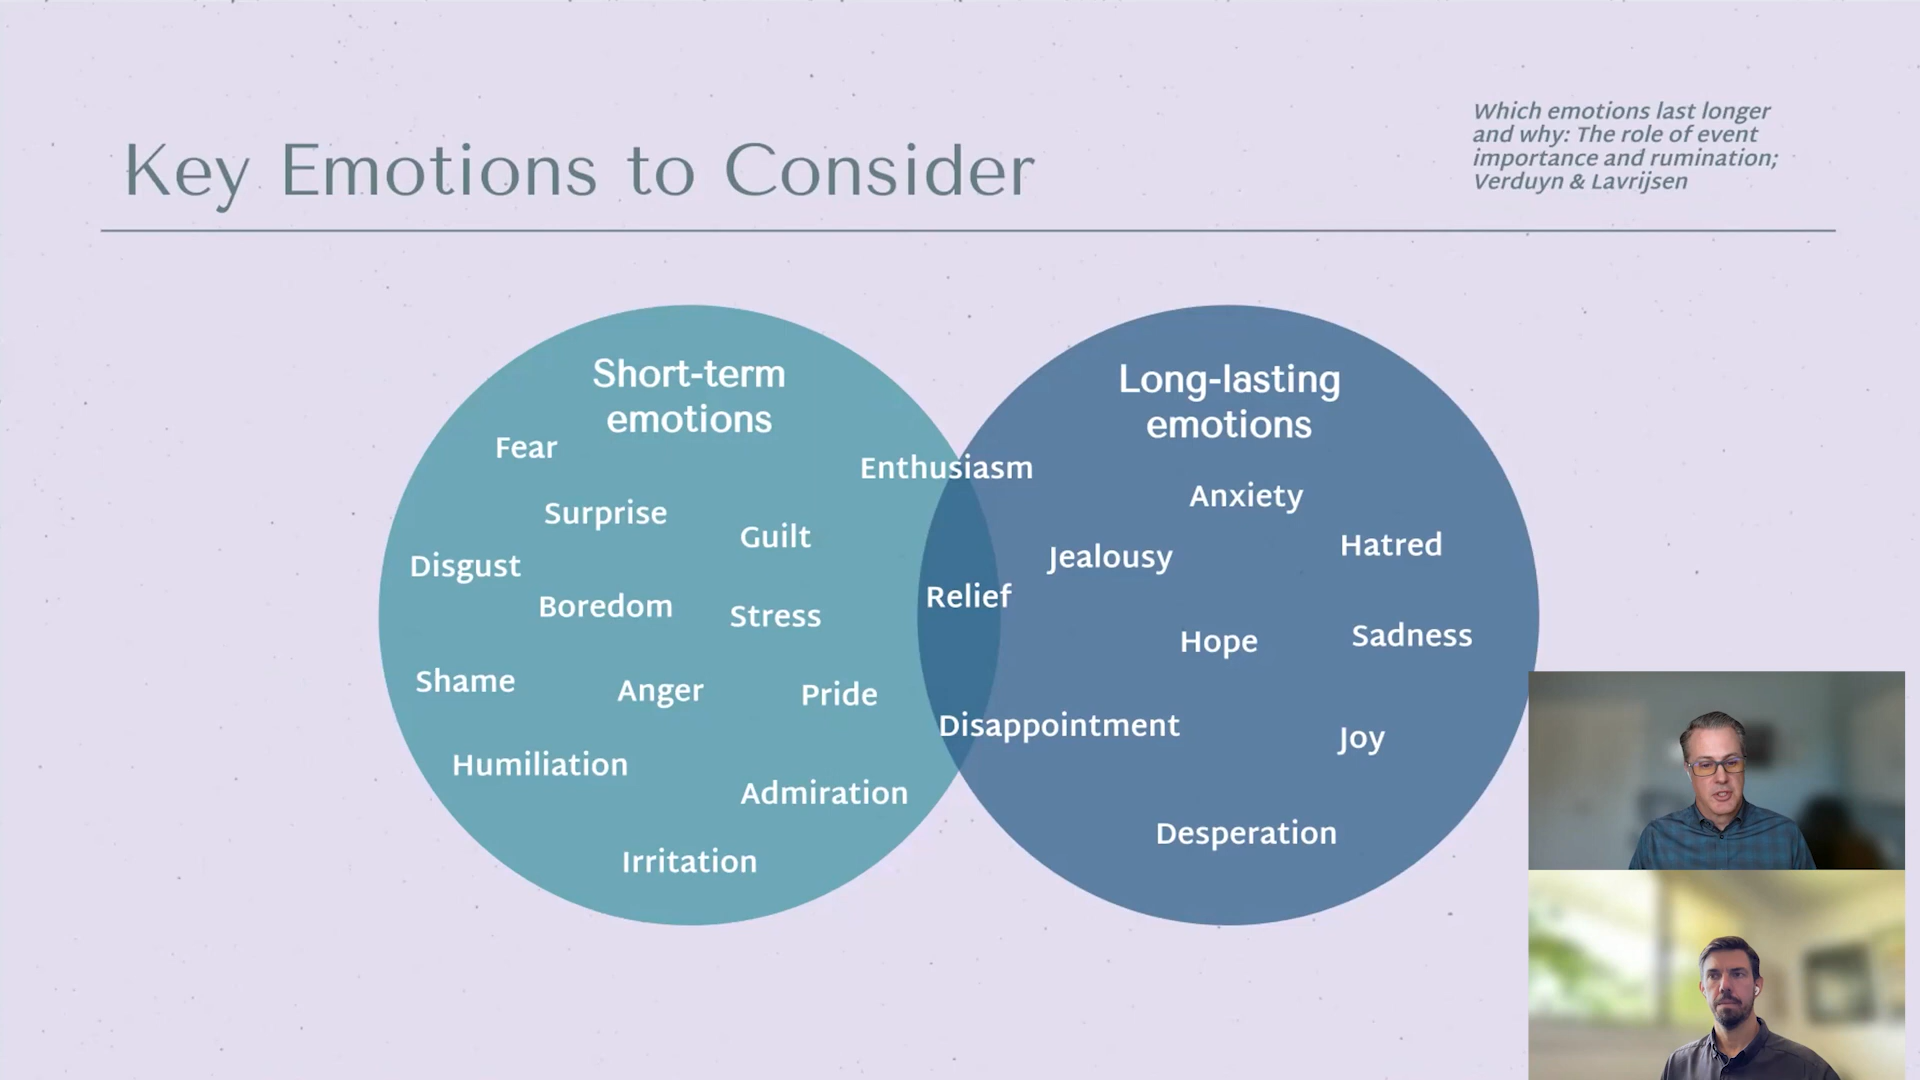 Key Emotions to Consider
Which emotions last longer
and why: The role of event
importance and rumination;
Verduyn & Lavrijsen
Short-term
emotions
Fear
Surprise
Guilt
Disgust
Boredom
Stress
Shame
Anger
Pride
Humiliation
Admiration
Irritation
Enthusiasm
Relief
Disappointment
Long-lasting
emotions
Anxiety
Hatred
Jealousy
Hope
Sadness
Joy
Desperation